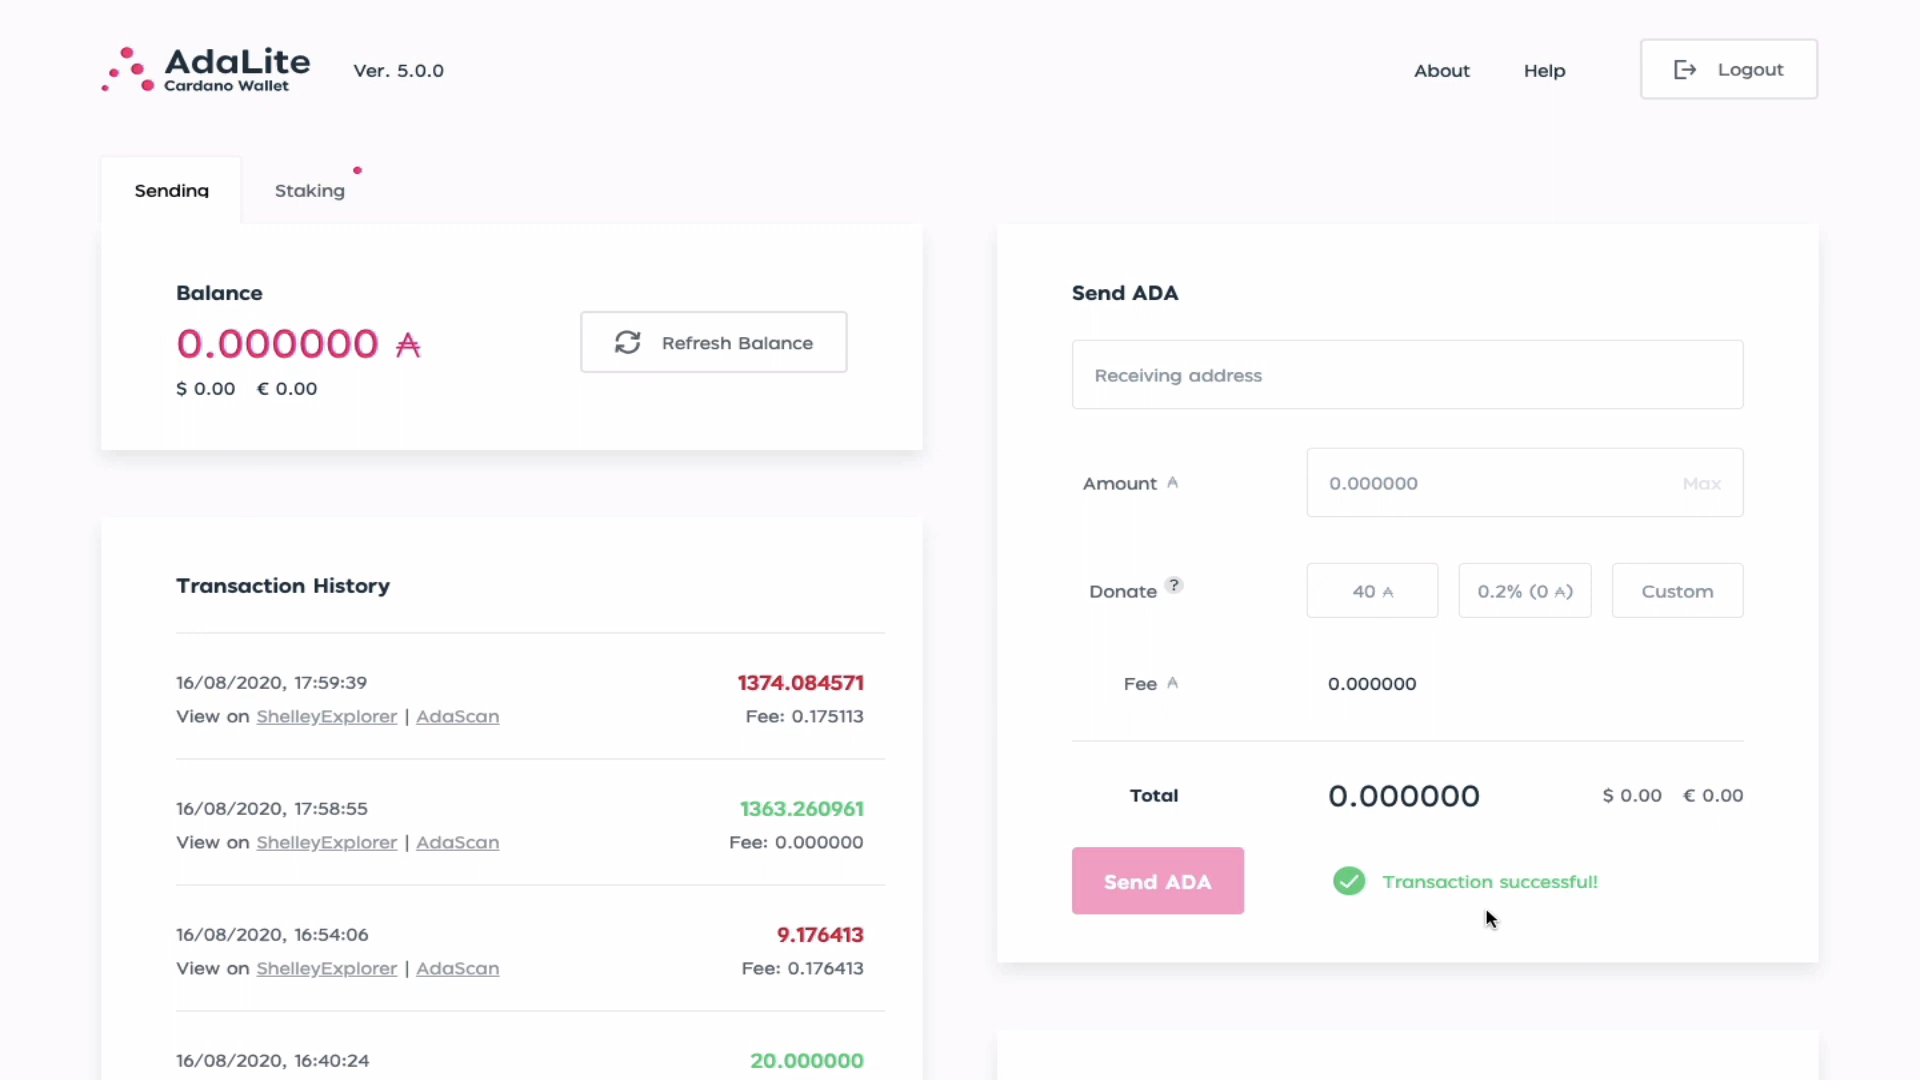 AdaLite
Cardano Wallet
Ver. 5.0.0
About
Help
Logout
Sending
Staking
Balance
0.000000 ₳
$ 0.00 € 0.00
Refresh Balance
Transaction History
16/08/2020, 17:59:39 1374.084571
View on ShelleyExplorer | AdaScan Fee: 0.175113
16/08/2020, 17:58:55 1363.260961
View on ShelleyExplorer | AdaScan Fee: 0.000000
16/08/2020, 16:54:06 9.176413
View on ShelleyExplorer | AdaScan Fee: 0.176413
16/08/2020, 16:40:24 20.000000
Send ADA
Receiving address
Amount ₳ 0.000000 Max
Donate ? 40 ₳ 0.2% (0 ₳) Custom
Fee ₳ 0.000000
Total 0.000000 $ 0.00 € 0.00
Send ADA
Transaction successful!